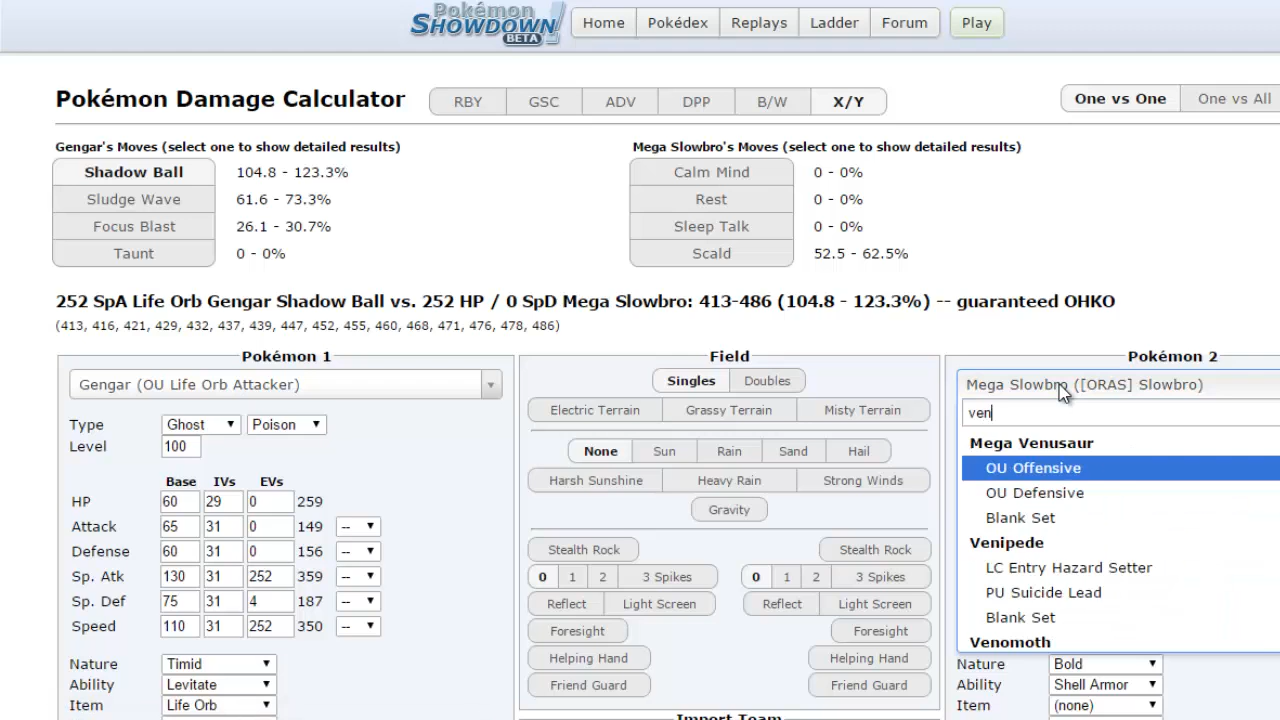 Pokémon
SHOWDOWN!
BETA
Home Pokédex Replays Ladder Forum Play
Pokémon Damage Calculator RBY GSC ADV DPP B/W X/Y One vs One One vs All
Gengar's Moves (select one to show detailed results) Mega Slowbro's Moves (select one to show detailed results)
Shadow Ball 104.8 - 123.3% Calm Mind 0 - 0%
Sludge Wave 61.6 - 73.3% Rest 0 - 0%
Focus Blast 26.1 - 30.7% Sleep Talk 0 - 0%
Taunt 0 - 0% Scald 52.5 - 62.5%
252 SpA Life Orb Gengar Shadow Ball vs. 252 HP / 0 SpD Mega Slowbro: 413-486 (104.8 - 123.3%) -- guaranteed OHKO
(413, 416, 421, 429, 432, 437, 439, 447, 452, 455, 460, 468, 471, 476, 478, 486)
Pokémon 1
Gengar (OU Life Orb Attacker)
Type Ghost Poison
Level 100
Base IVs EVs
HP 60 29 0 259
Attack 65 31 0 149 --
Defense 60 31 0 156 --
Sp. Atk 130 31 252 359 --
Sp. Def 75 31 4 187 --
Speed 110 31 252 350 --
Nature Timid
Ability Levitate
Item Life Orb
Field
Singles Doubles
Electric Terrain Grassy Terrain Misty Terrain
None Sun Rain Sand Hail
Harsh Sunshine Heavy Rain Strong Winds
Gravity
Stealth Rock Stealth Rock
0 1 2 3 Spikes 0 1 2 3 Spikes
Reflect Light Screen Reflect Light Screen
Foresight Foresight
Helping Hand Helping Hand
Friend Guard Friend Guard
Import Team
Pokémon 2
Mega Slowbro ([ORAS] Slowbro)
ven
Mega Venusaur
OU Offensive
OU Defensive
Blank Set
Venipede
LC Entry Hazard Setter
PU Suicide Lead
Blank Set
Venomoth
Nature Bold
Ability Shell Armor
Item (none)